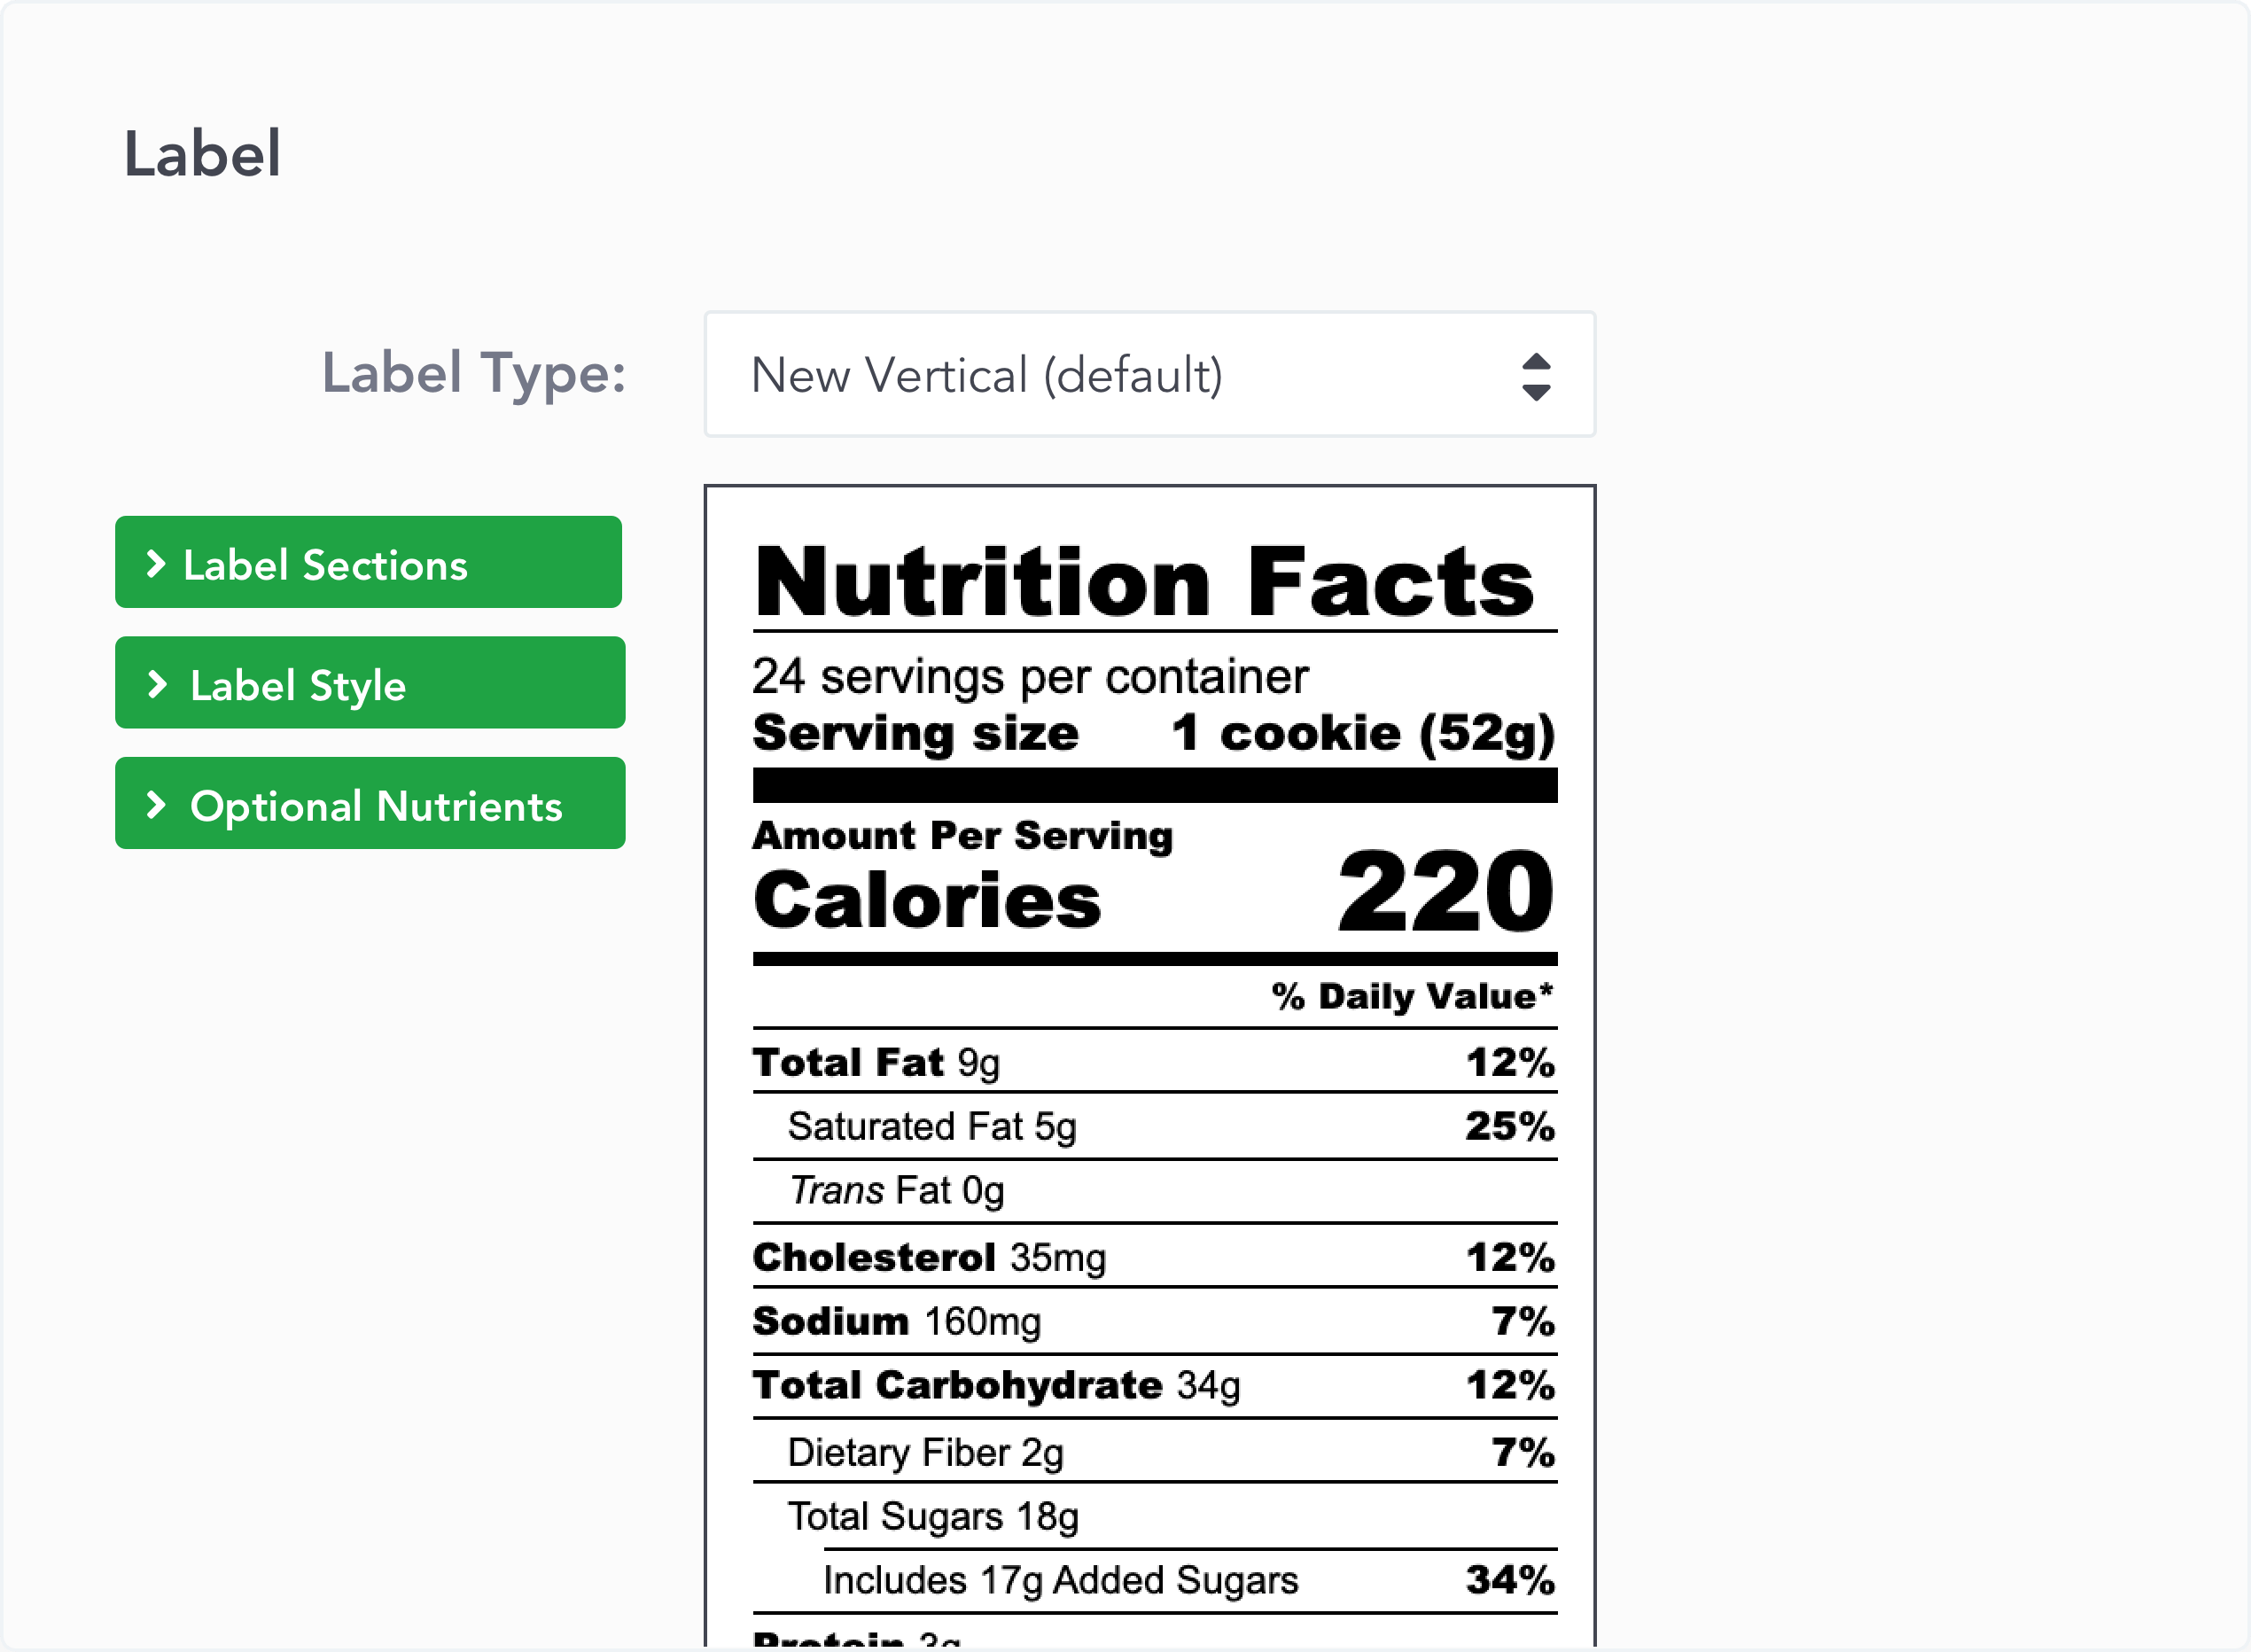 Label
Label Type:
New Vertical (default)
Label Sections
Label Style
Optional Nutrients
Nutrition Facts
24 servings per container
Serving size 1 cookie (52g)
Amount Per Serving
Calories 220
% Daily Value*
Total Fat 9g 12%
Saturated Fat 5g 25%
Trans Fat 0g
Cholesterol 35mg 12%
Sodium 160mg 7%
Total Carbohydrate 34g 12%
Dietary Fiber 2g 7%
Total Sugars 18g
Includes 17g Added Sugars 34%
Protein 3g